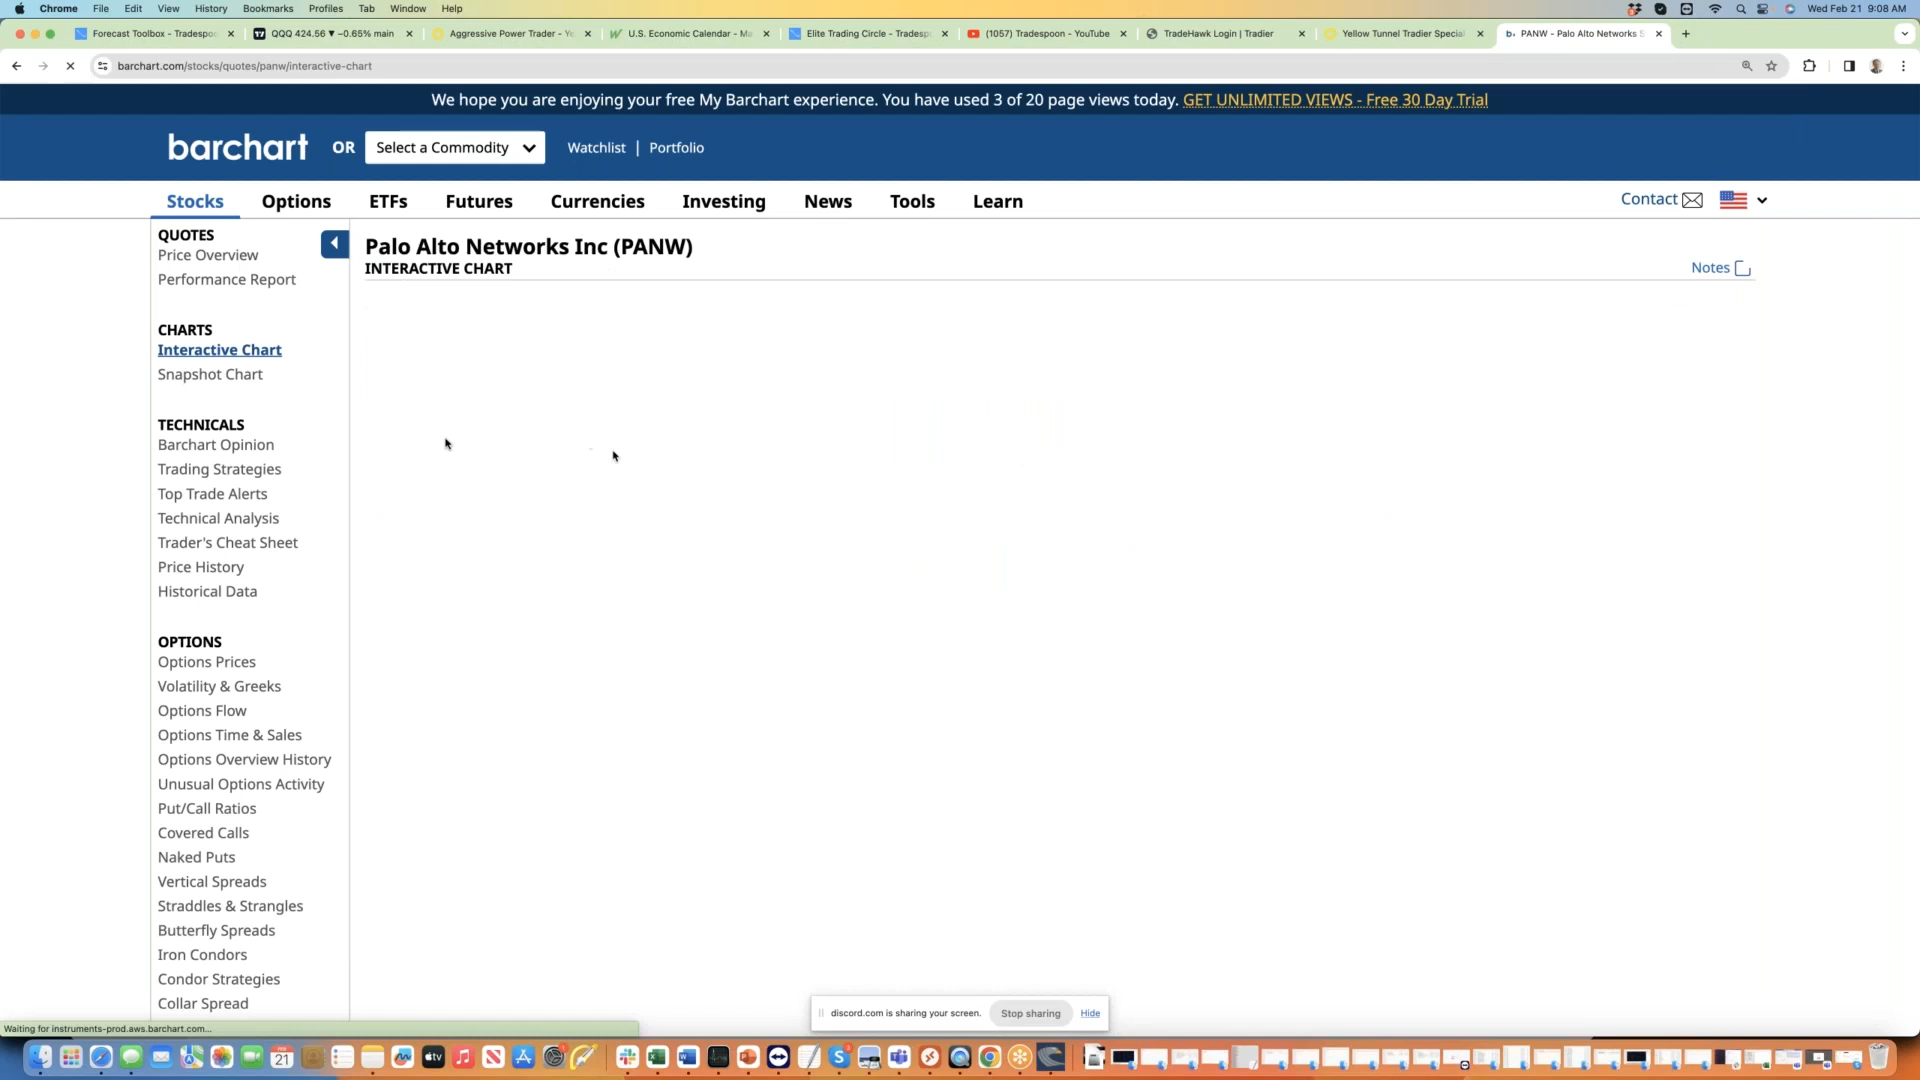 Chrome File Edit View History Bookmarks Profiles Tab Window Help Wed Feb 21 9:08 AM
Forecast Toolbox - Tradespoo QQQ 424.56 ▼ −0.65% main Aggressive Power Trader - Ye U.S. Economic Calendar - Ma Elite Trading Circle - Tradesp (1057) Tradespoon - YouTube TradeHawk Login | Tradier Yellow Tunnel Tradier Special PANW - Palo Alto Networks S
barchart.com/stocks/quotes/panw/interactive-chart
We hope you are enjoying your free My Barchart experience. You have used 3 of 20 page views today. GET UNLIMITED VIEWS - Free 30 Day Trial
barchart OR Select a Commodity Watchlist | Portfolio
Stocks Options ETFs Futures Currencies Investing News Tools Learn Contact
QUOTES
Price Overview
Performance Report
Palo Alto Networks Inc (PANW)
INTERACTIVE CHART
Notes
CHARTS
Interactive Chart
Snapshot Chart
TECHNICALS
Barchart Opinion
Trading Strategies
Top Trade Alerts
Technical Analysis
Trader's Cheat Sheet
Price History
Historical Data
OPTIONS
Options Prices
Volatility & Greeks
Options Flow
Options Time & Sales
Options Overview History
Unusual Options Activity
Put/Call Ratios
Covered Calls
Naked Puts
Vertical Spreads
Straddles & Strangles
Butterfly Spreads
Iron Condors
Condor Strategies
Collar Spread
discord.com is sharing your screen. Stop sharing Hide
Waiting for instruments-prod.aws.barchart.com...